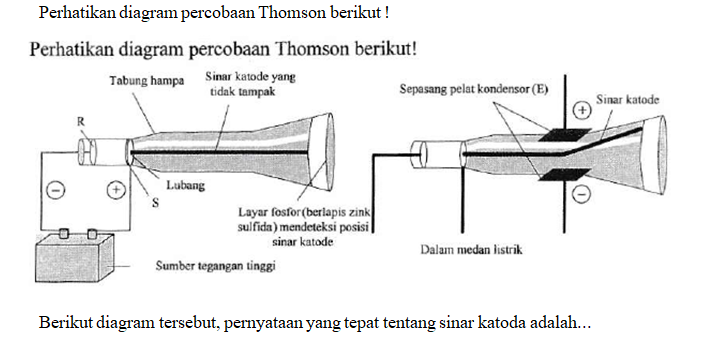 Perhatikan diagram percobaan Thomson berikut !
Perhatikan diagram percobaan Thomson berikut!
Tabung hampa
Sinar katode yang
tidak tampak
R
Lubang
S
Layar fosfor(berlapis zink
sulfida) mendeteksi posisi
sinar katode
Sumber tegangan tinggi
Sepasang pelat kondensor (E)
Sinar katode
Dalam medan listrik
Berikut diagram tersebut, pernyataan yang tepat tentang sinar katoda adalah…